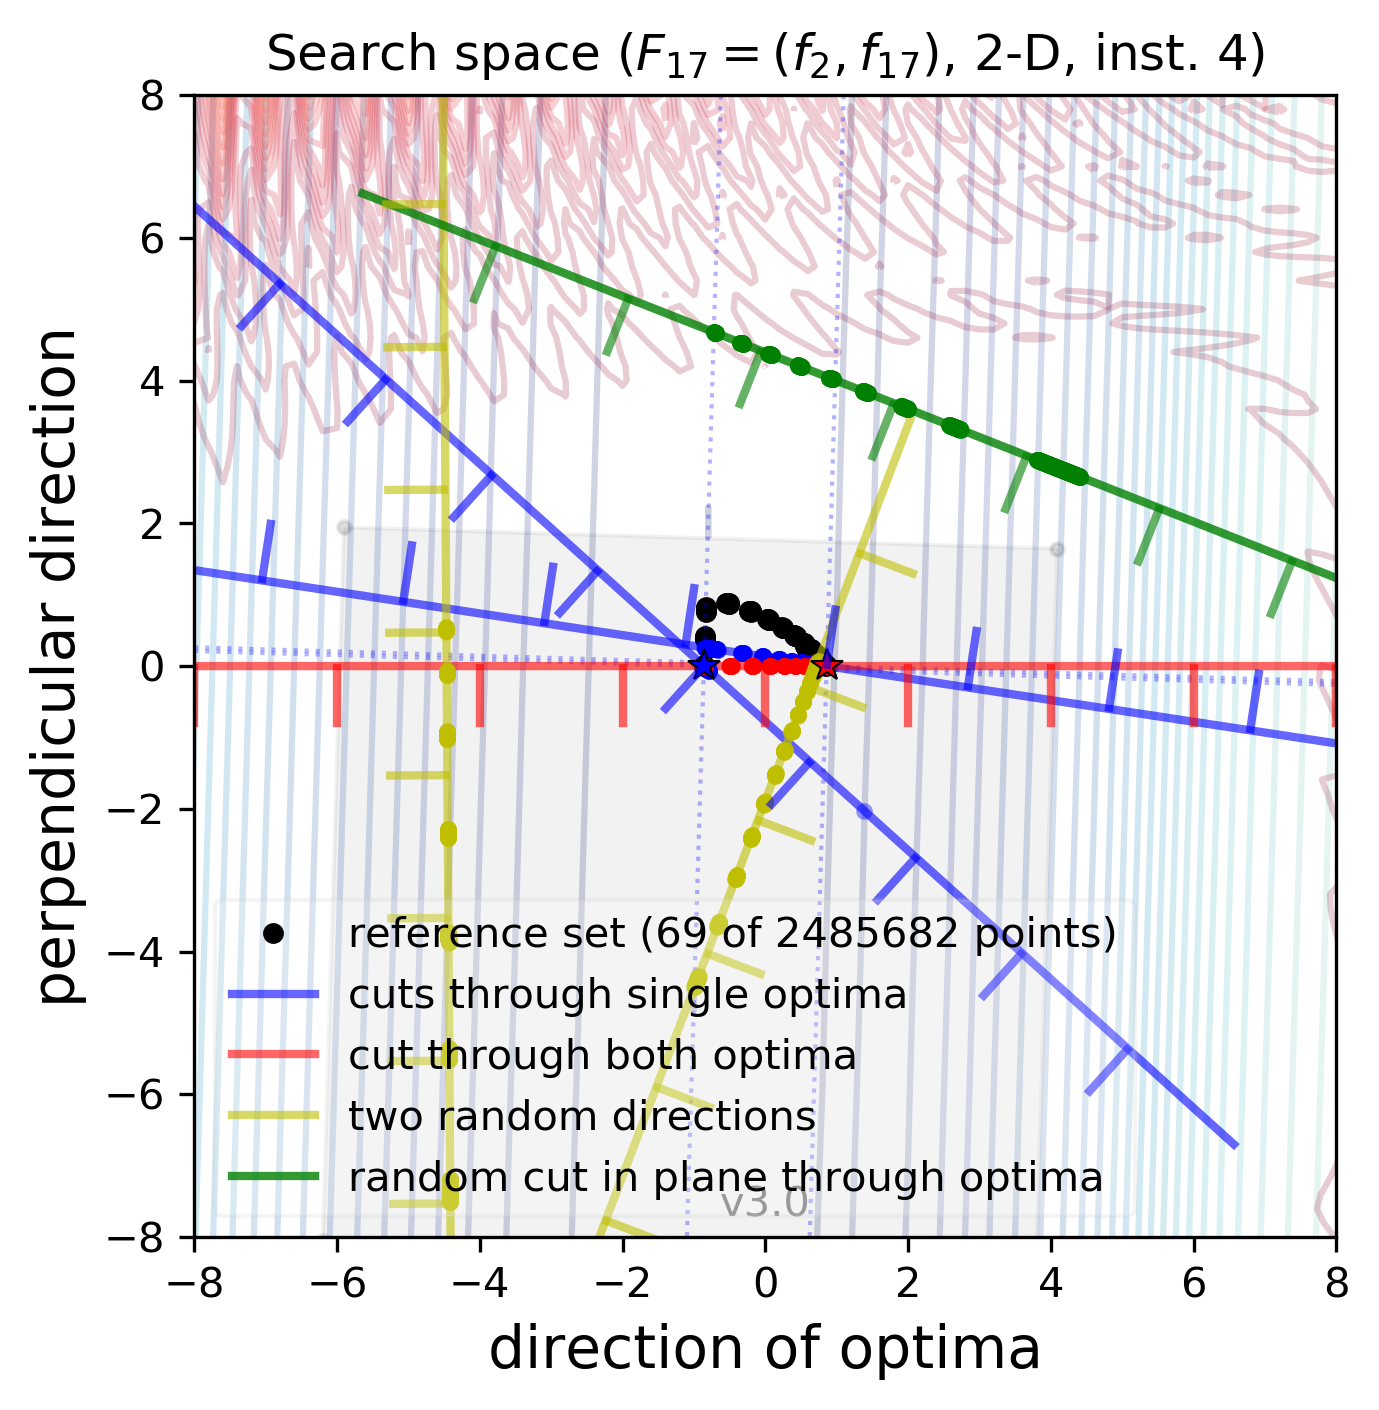 Search space (F₁₇ = (f₂, f₁₇), 2-D, inst. 4)
8
6
4
2
0
−2
−4
−6
−8
perpendicular direction
reference set (69 of 2485682 points)
cuts through single optima
cut through both optima
two random directions
random cut in plane through optima
v3.0
−8 −6 −4 −2 0 2 4 6 8
direction of optima